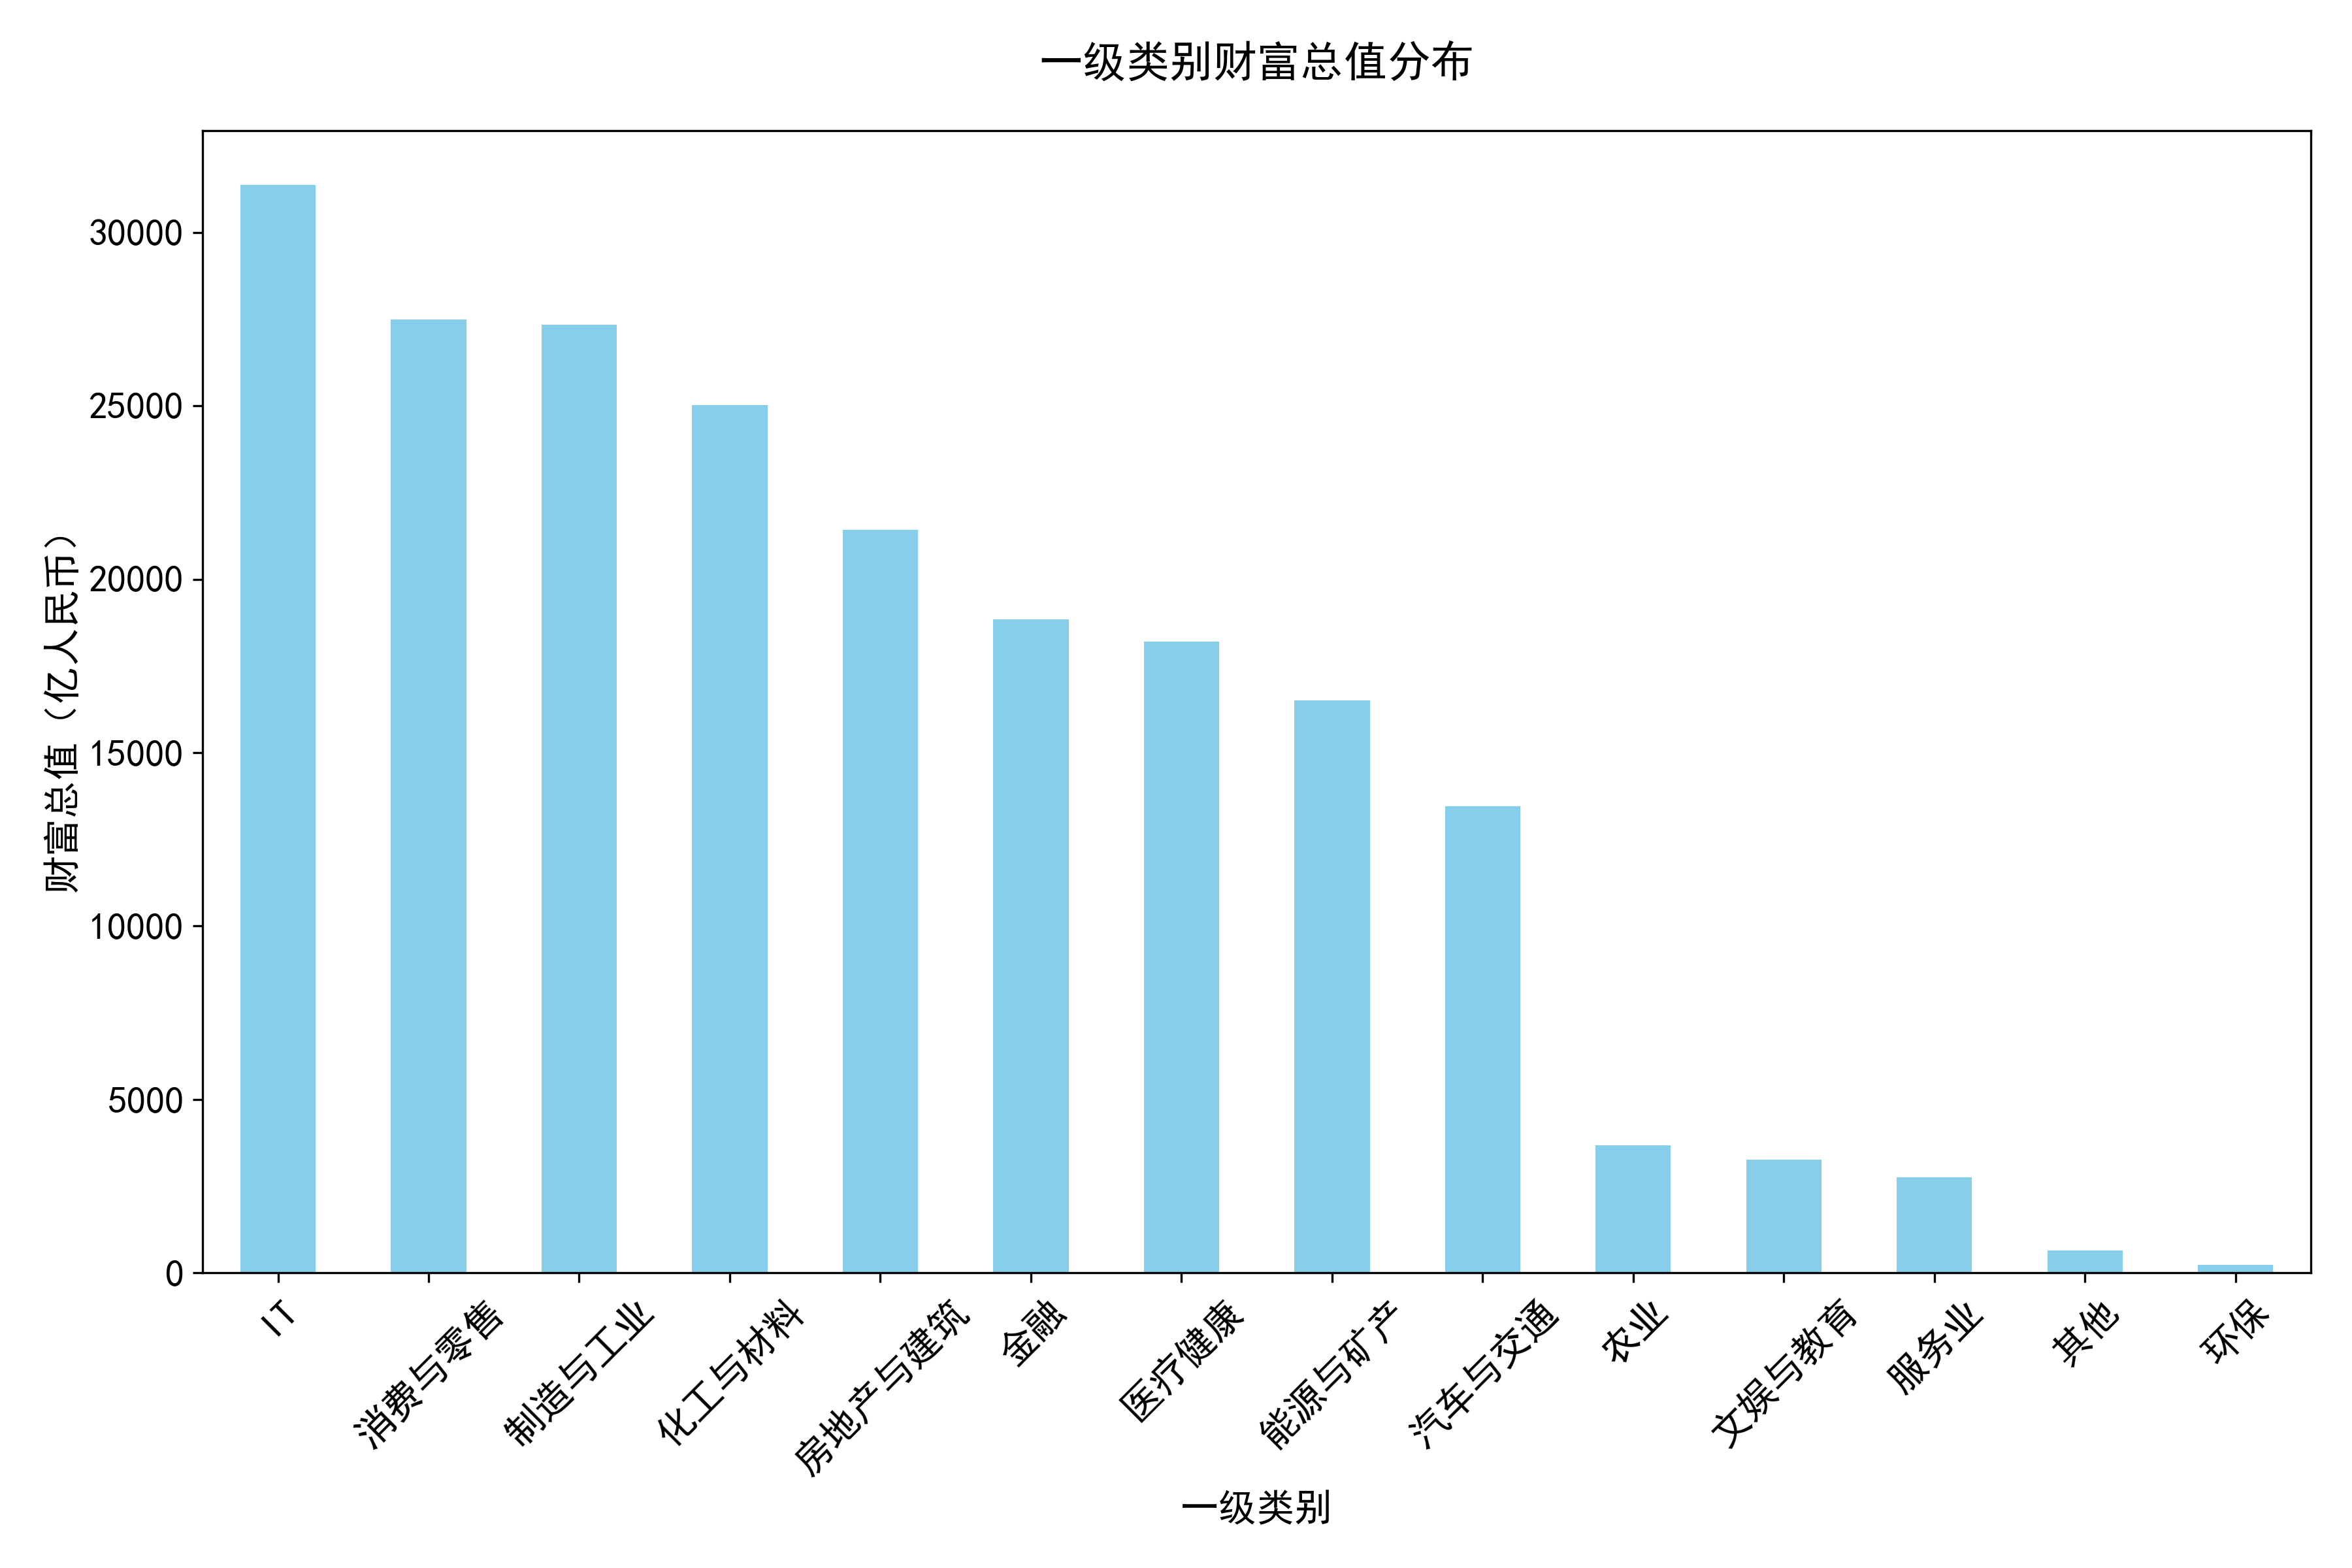 一级类别财富总值分布
财富总值（亿人民币）
30000
25000
20000
15000
10000
5000
0
IT
消费与零售
制造与工业
化工与材料
房地产与建筑
金融
医疗健康
能源与矿产
汽车与交通
农业
文娱与教育
服务业
其他
环保
一级类别